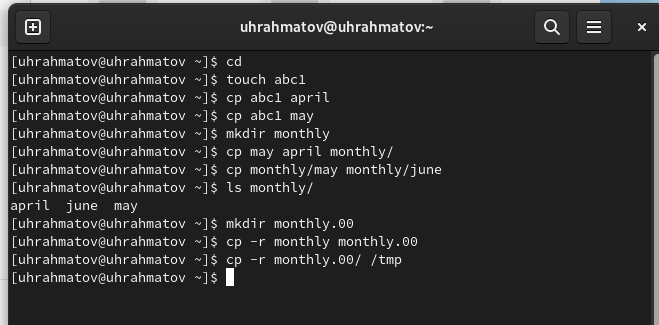 uhrahmatov@uhrahmatov:~
[uhrahmatov@uhrahmatov ~]$ cd
[uhrahmatov@uhrahmatov ~]$ touch abc1
[uhrahmatov@uhrahmatov ~]$ cp abc1 april
[uhrahmatov@uhrahmatov ~]$ cp abc1 may
[uhrahmatov@uhrahmatov ~]$ mkdir monthly
[uhrahmatov@uhrahmatov ~]$ cp may april monthly/
[uhrahmatov@uhrahmatov ~]$ cp monthly/may monthly/june
[uhrahmatov@uhrahmatov ~]$ ls monthly/
april  june  may
[uhrahmatov@uhrahmatov ~]$ mkdir monthly.00
[uhrahmatov@uhrahmatov ~]$ cp -r monthly monthly.00
[uhrahmatov@uhrahmatov ~]$ cp -r monthly.00/ /tmp
[uhrahmatov@uhrahmatov ~]$